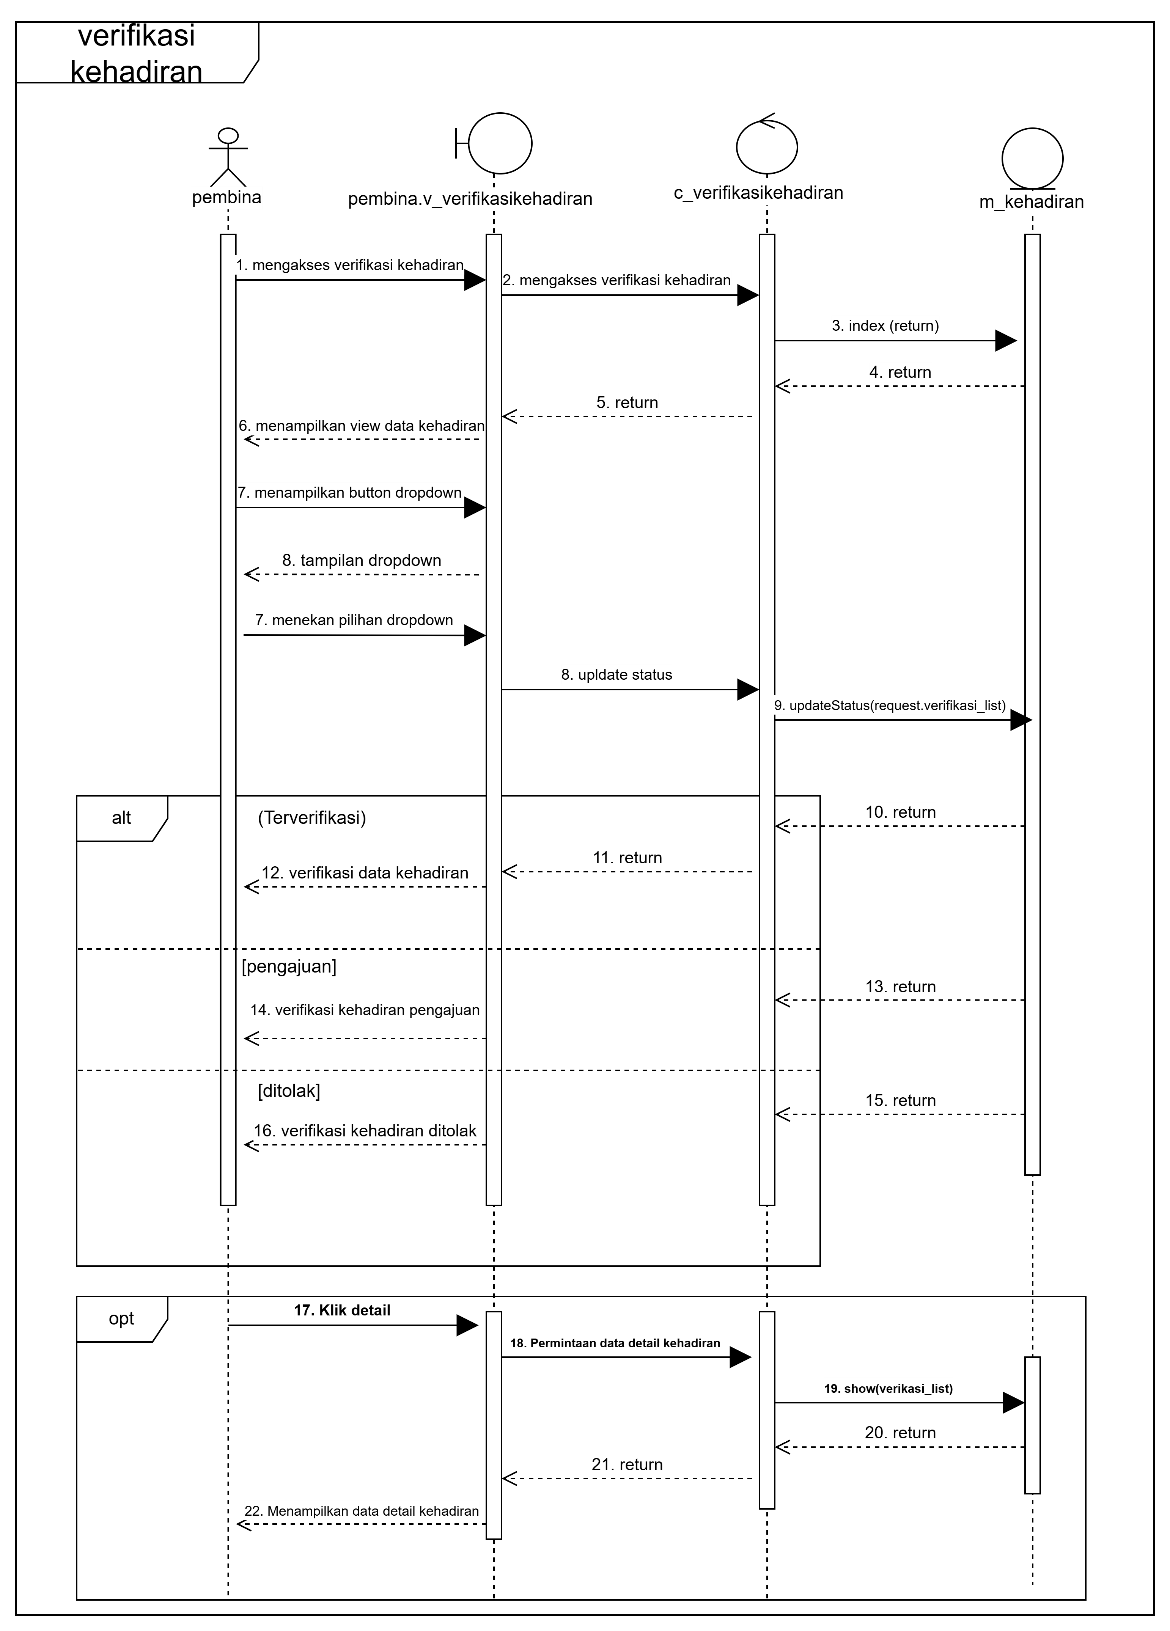 verifikasi
kehadiran
pembina
pembina.v_verifikasikehadiran
c_verifikasikehadiran
m_kehadiran
1. mengakses verifikasi kehadiran
2. mengakses verifikasi kehadiran
3. index (return)
4. return
5. return
6. menampilkan view data kehadiran
7. menampilkan button dropdown
8. tampilan dropdown
7. menekan pilihan dropdown
8. upldate status
9. updateStatus(request.verifikasi_list)
alt
(Terverifikasi)
10. return
11. return
12. verifikasi data kehadiran
[pengajuan]
13. return
14. verifikasi kehadiran pengajuan
[ditolak]
15. return
16. verifikasi kehadiran ditolak
opt
17. Klik detail
18. Permintaan data detail kehadiran
19. show(verikasi_list)
20. return
21. return
22. Menampilkan data detail kehadiran